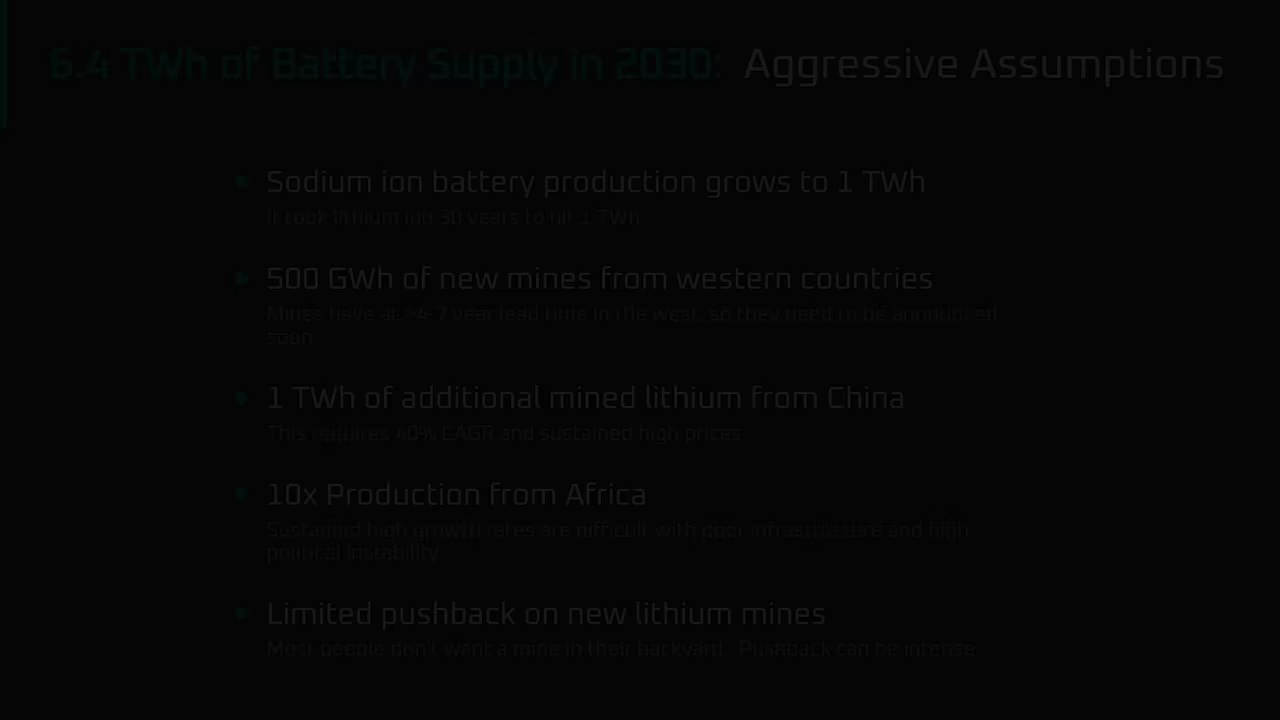 6.4 TWh of Battery Supply in 2030: Aggressive Assumptions
Sodium ion battery production grows to 1 TWh
It took lithium ion 30 years to hit 1 TWh
500 GWh of new mines from western countries
Mines have a 4-7 year lead time in the west, so they need to be announced
soon
1 TWh of additional mined lithium from China
This requires 40% CAGR and sustained high prices
10x Production from Africa
Sustained high growth rates are difficult with poor infrastructure and high
political instability
Limited pushback on new lithium mines
Most people don't want a mine in their backyard. Pushback can be intense